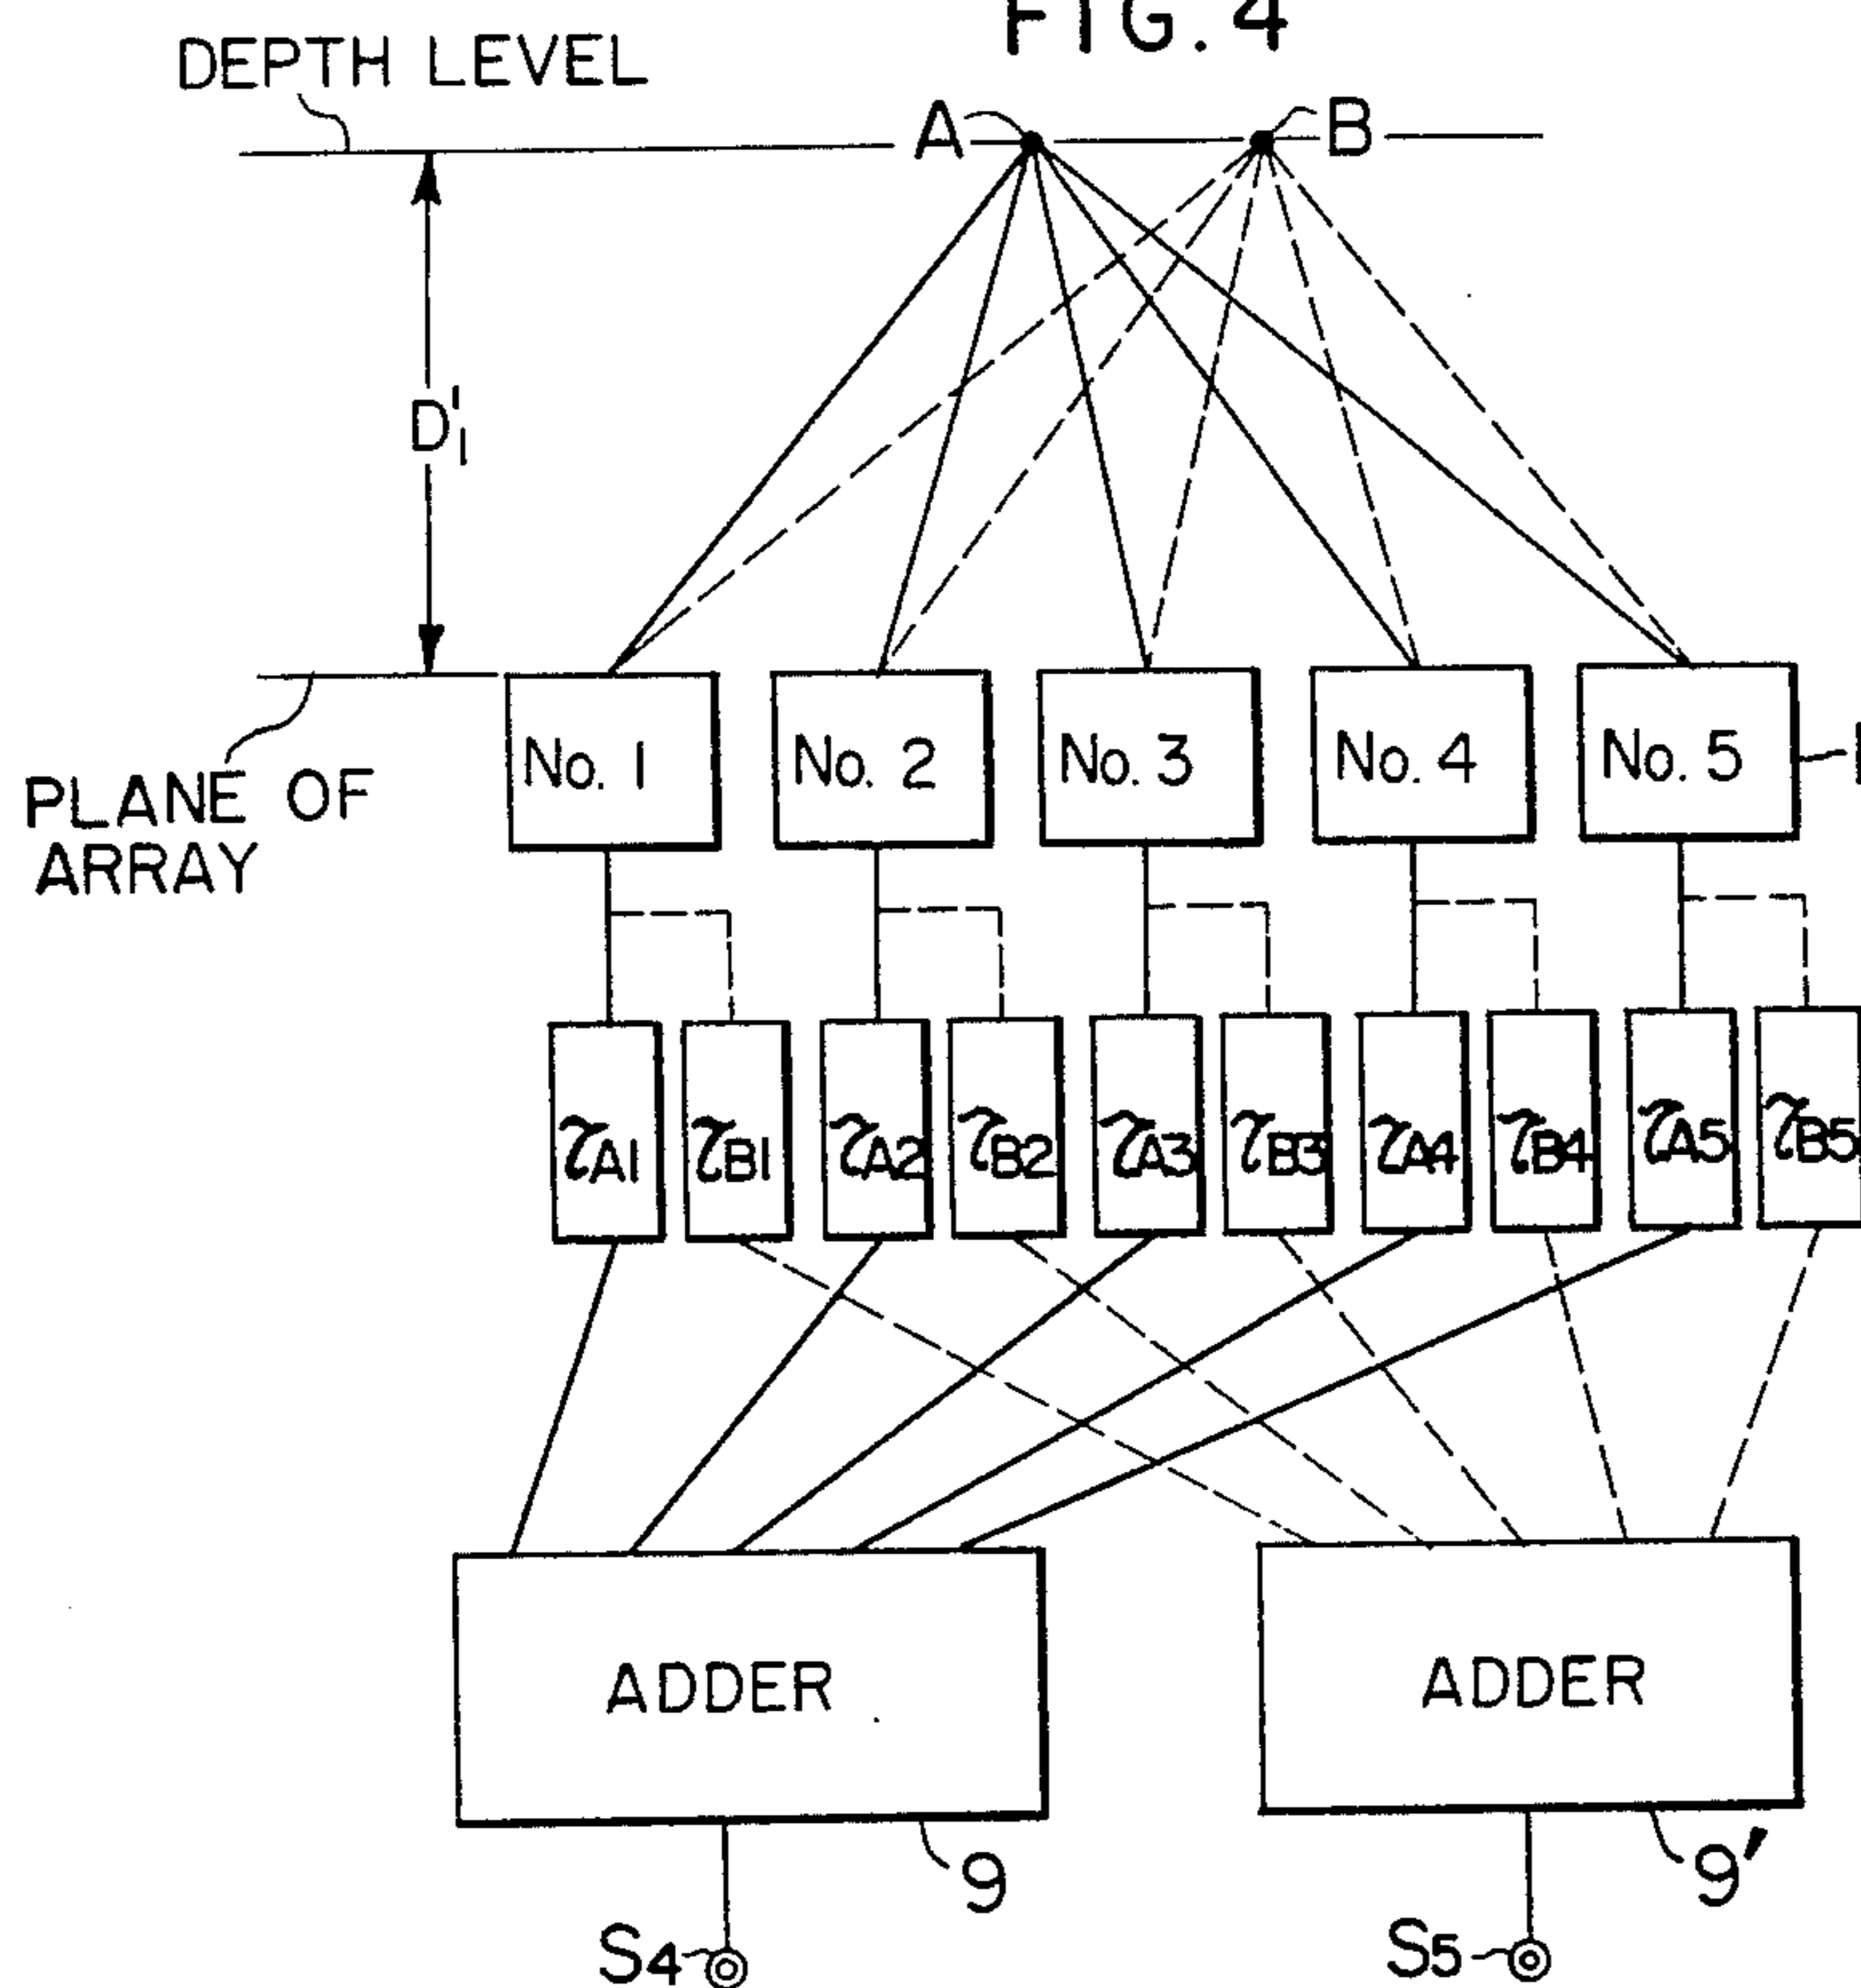 FIG. 4
DEPTH LEVEL
A
B
D'1
No. 1
No. 2
No. 3
No. 4
No. 5
PLANE OF
ARRAY
τA1
τB1
τA2
τB2
τA3
τB3
τA4
τB4
τA5
τB5
ADDER
ADDER
9
9'
S4
S5